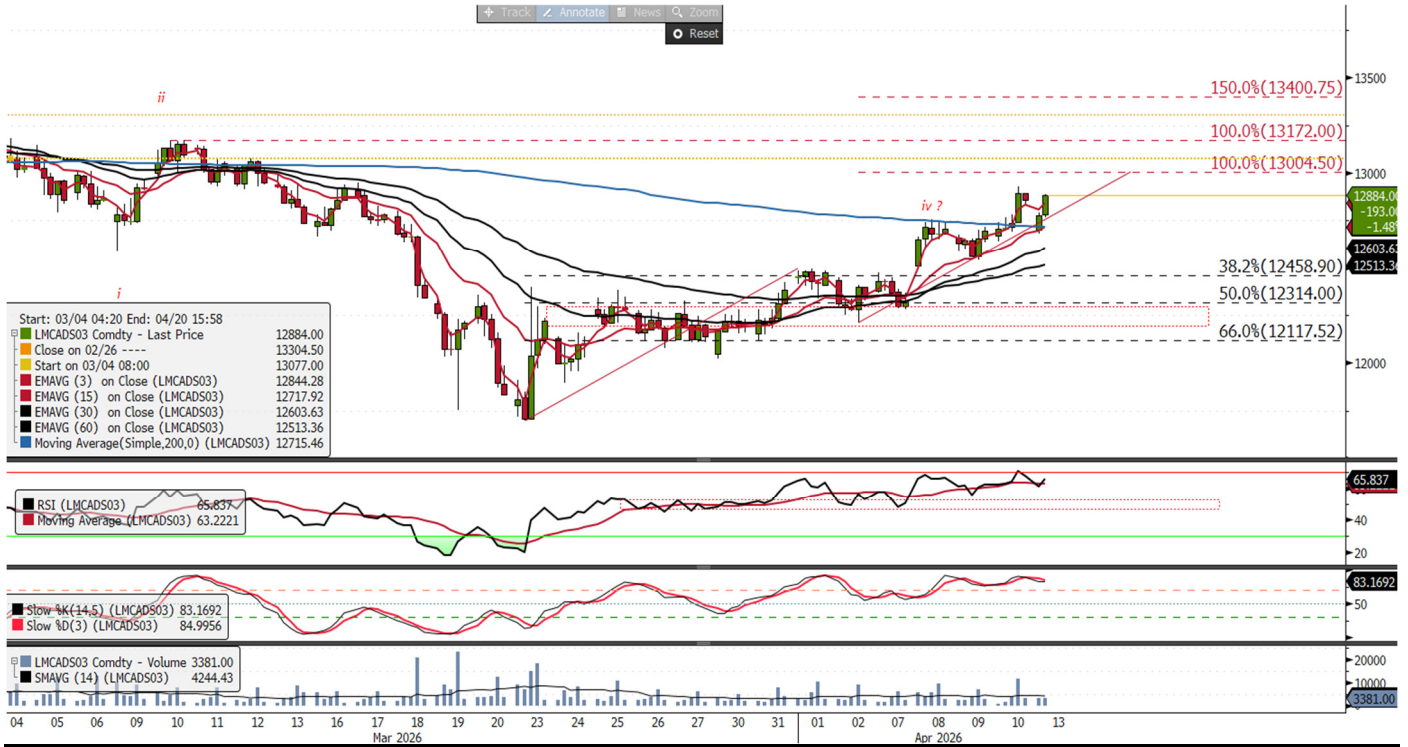 Track Annotate News Zoom
Reset
13500
150.0%(13400.75)
ii
100.0%(13172.00)
100.0%(13004.50)
13000
iv ?
12884.00
-193.00
-1.48%
12603.63
12513.36
38.2%(12458.90)
50.0%(12314.00)
66.0%(12117.52)
12000
i
Start: 03/04 04:20 End: 04/20 15:58
LMCADS03 Comdty - Last Price 12884.00
Close on 02/26 ---- 13304.50
Start on 03/04 08:00 13077.00
EMAVG (3) on Close (LMCADS03) 12844.28
EMAVG (15) on Close (LMCADS03) 12717.92
EMAVG (30) on Close (LMCADS03) 12603.63
EMAVG (60) on Close (LMCADS03) 12513.36
Moving Average(Simple,200,0) (LMCADS03) 12715.46
RSI (LMCADS03) 65.837
Moving Average (LMCADS03) 63.2221
65.837
40
20
Slow %K(14,5) (LMCADS03) 83.1692
Slow %D(3) (LMCADS03) 84.9956
83.1692
50
LMCADS03 Comdty - Volume 3381.00
SMAVG (14) (LMCADS03) 4244.43
20000
10000
3381.00
04 05 06 09 10 11 12 13 16 17 18 19 20 23 24 25 26 27 30 31 01 02 07 08 09 10 13
Mar 2026 Apr 2026